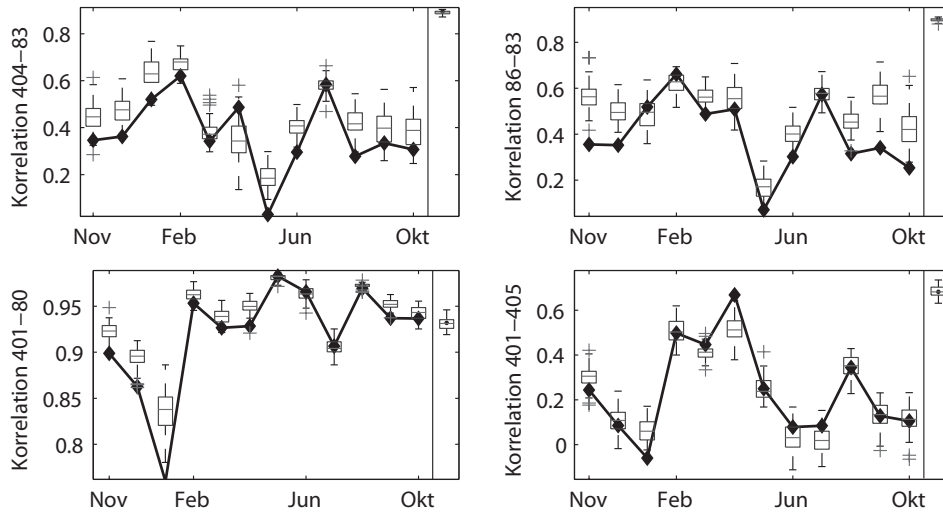 Korrelation 404−83
0.8
0.6
0.4
0.2
Nov Feb Jun Okt
Korrelation 86−83
0.8
0.6
0.4
0.2
Nov Feb Jun Okt
Korrelation 401−80
0.95
0.9
0.85
0.8
Nov Feb Jun Okt
Korrelation 401−405
0.6
0.4
0.2
0
Nov Feb Jun Okt